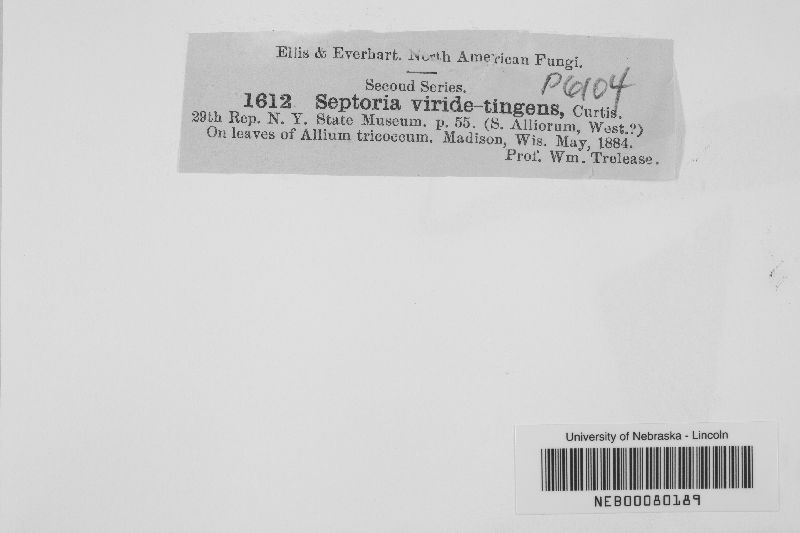 Ellis & Everhart. North American Fungi.
Second Series.
P6104
1612 Septoria viride-tingens, Curtis.
29th Rep. N. Y. State Museum. p. 55. (S. Alliorum, West.?)
On leaves of Allium tricoccum. Madison, Wis. May, 1884.
Prof. Wm. Trelease.
University of Nebraska - Lincoln
NEB00080189